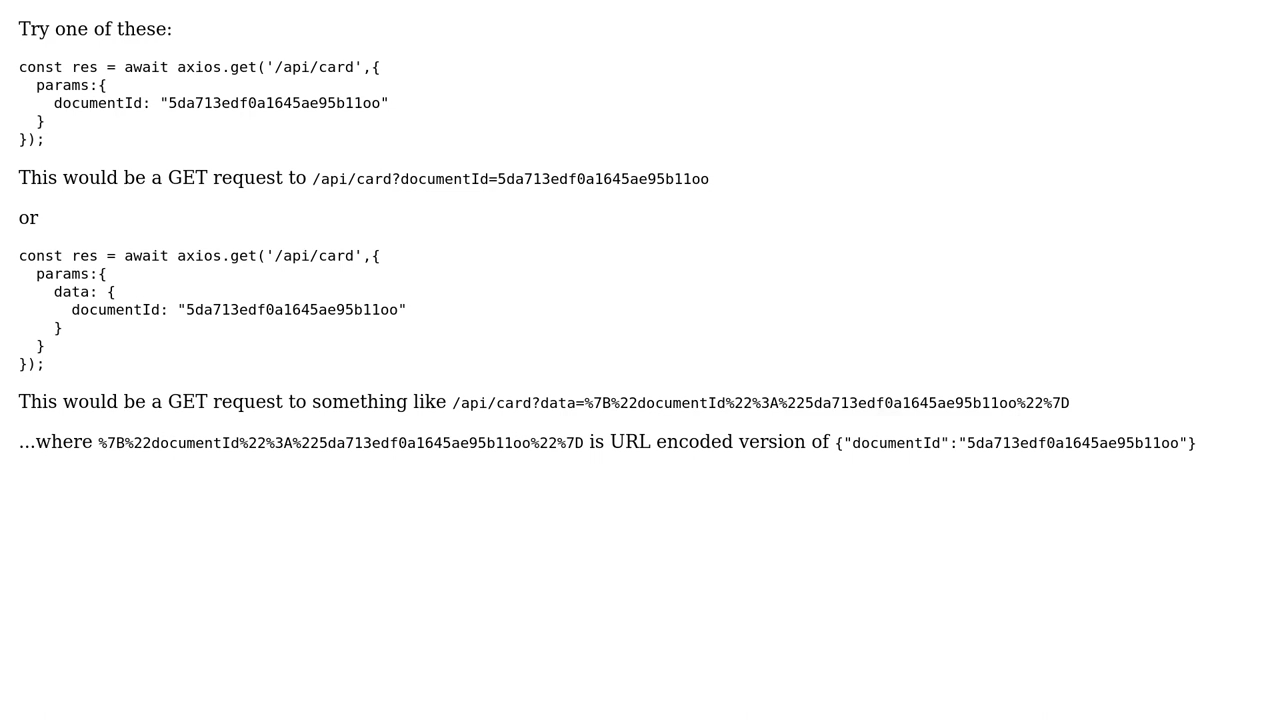 Try one of these:
const res = await axios.get('/api/card',{
  params:{
    documentId: "5da713edf0a1645ae95b11oo"
  }
});
This would be a GET request to /api/card?documentId=5da713edf0a1645ae95b11oo
or
const res = await axios.get('/api/card',{
  params:{
    data: {
      documentId: "5da713edf0a1645ae95b11oo"
    }
  }
});
This would be a GET request to something like /api/card?data=%7B%22documentId%22%3A%225da713edf0a1645ae95b11oo%22%7D
...where %7B%22documentId%22%3A%225da713edf0a1645ae95b11oo%22%7D is URL encoded version of {"documentId":"5da713edf0a1645ae95b11oo"}